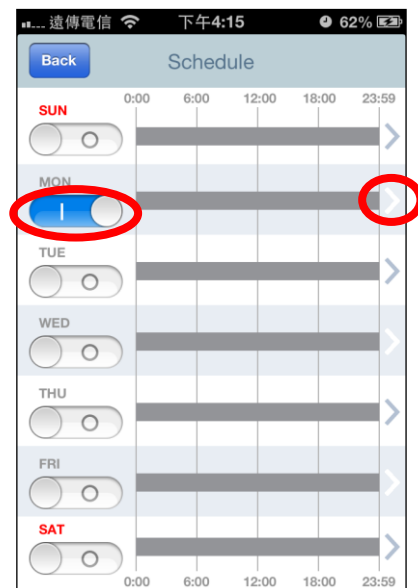 遠傳電信 下午4:15 62%
Back Schedule
0:00 6:00 12:00 18:00 23:59
SUN
MON
TUE
WED
THU
FRI
SAT
0:00 6:00 12:00 18:00 23:59